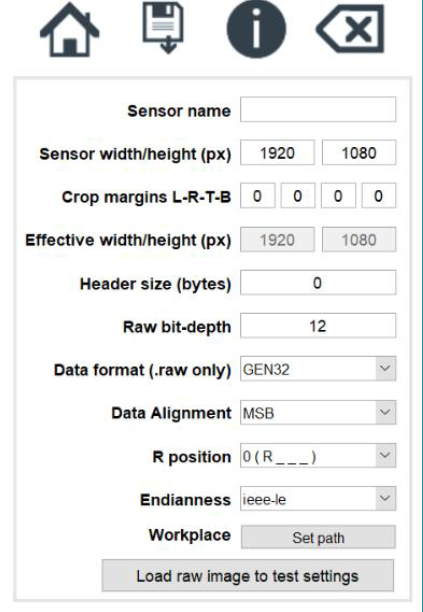 Sensor name
Sensor width/height (px) 1920 1080
Crop margins L-R-T-B 0 0 0 0
Effective width/height (px) 1920 1080
Header size (bytes) 0
Raw bit-depth 12
Data format (.raw only) GEN32
Data Alignment MSB
R position 0 ( R _ _ _ )
Endianness ieee-le
Workplace Set path
Load raw image to test settings